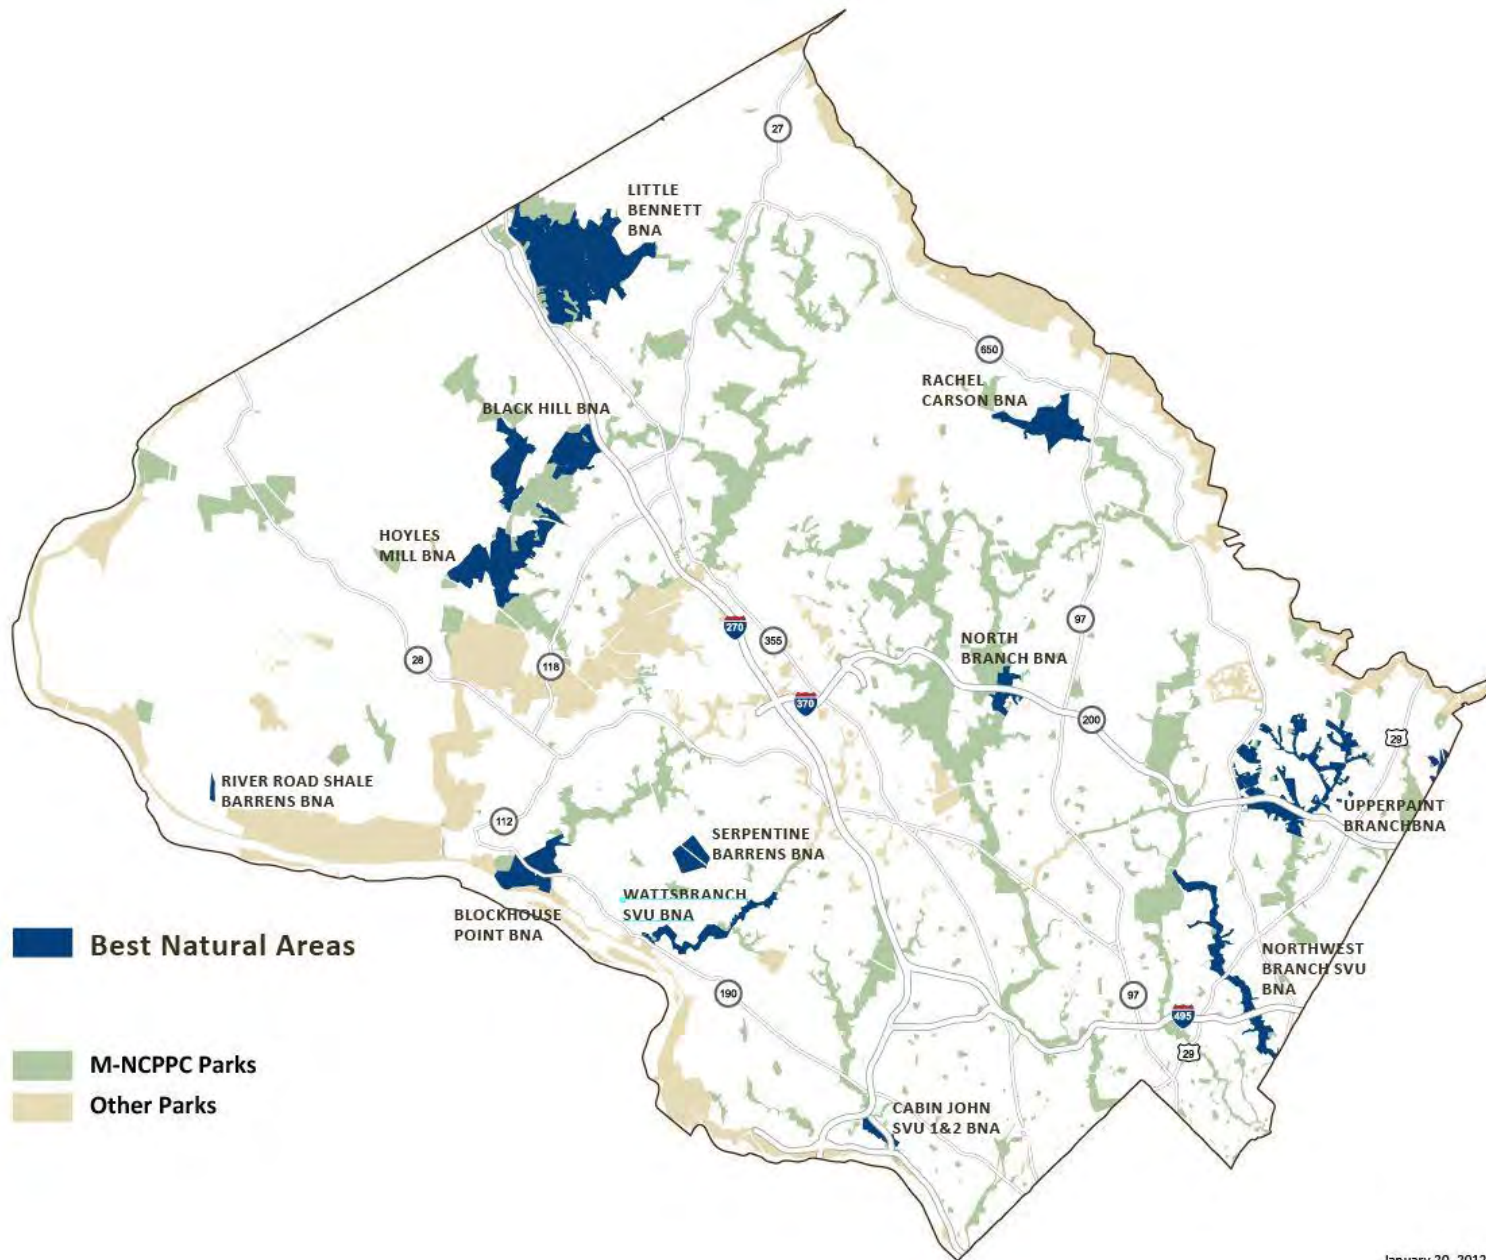 27
LITTLE
BENNETT
BNA
650
RACHEL
CARSON BNA
BLACK HILL BNA
HOYLES
MILL BNA
270
355
97
28
118
NORTH
BRANCH BNA
370
200
29
RIVER ROAD SHALE
BARRENS BNA
112
SERPENTINE
BARRENS BNA
UPPERPAINT
BRANCHBNA
WATTSBRANCH
SVU BNA
BLOCKHOUSE
POINT BNA
Best Natural Areas
NORTHWEST
BRANCH SVU
BNA
190
97
495
29
M-NCPPC Parks
Other Parks
CABIN JOHN
SVU 1&2 BNA
January 20, 2012